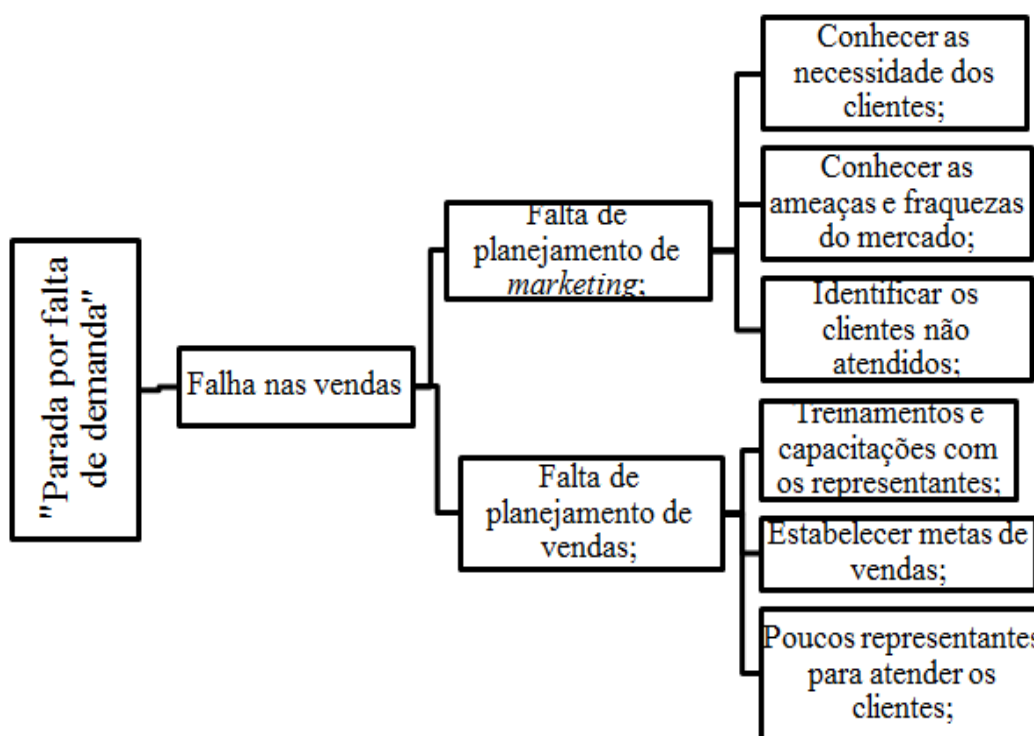 "Parada por falta
de demanda"
Falha nas vendas
Falta de
planejamento de
marketing;
Falta de
planejamento de
vendas;
Conhecer as
necessidade dos
clientes;
Conhecer as
ameaças e fraquezas
do mercado;
Identificar os
clientes não
atendidos;
Treinamentos e
capacitações com
os representantes;
Estabelecer metas de
vendas;
Poucos representantes
para atender os
clientes;